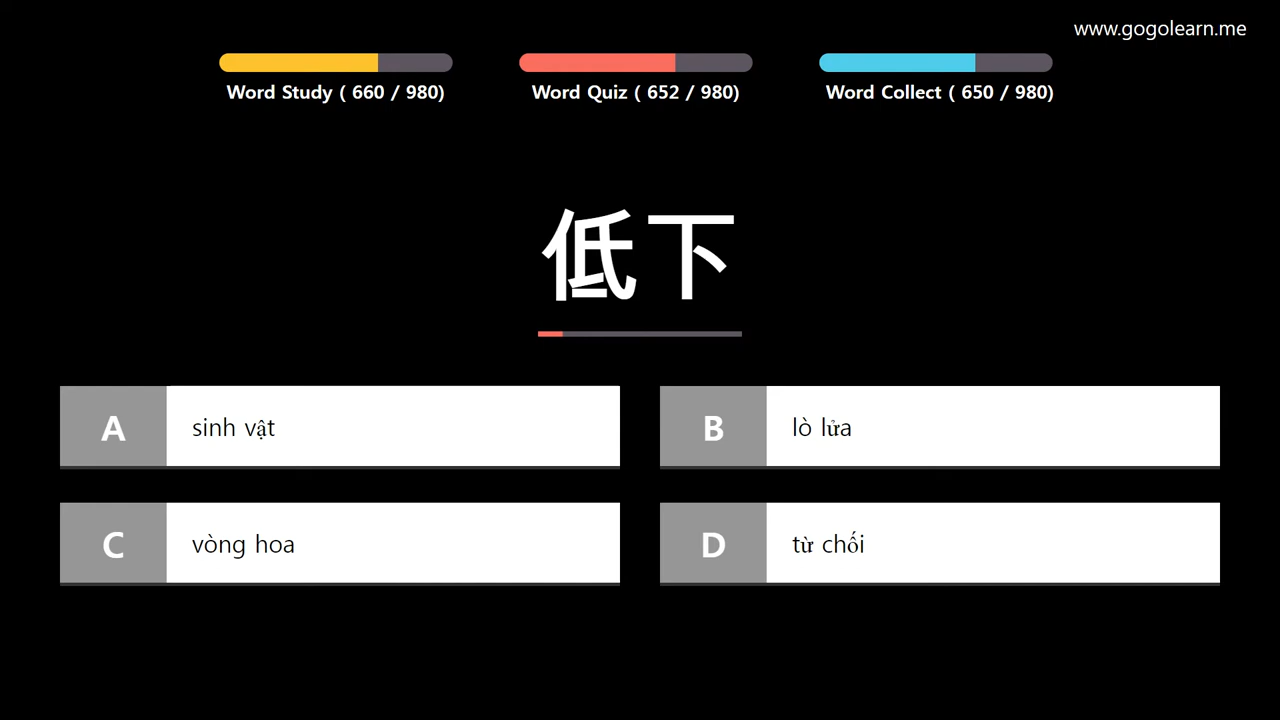 www.gogolearn.me
Word Study ( 660 / 980)
Word Quiz ( 652 / 980)
Word Collect ( 650 / 980)
低下
A sinh vật
B lò lửa
C vòng hoa
D từ chối